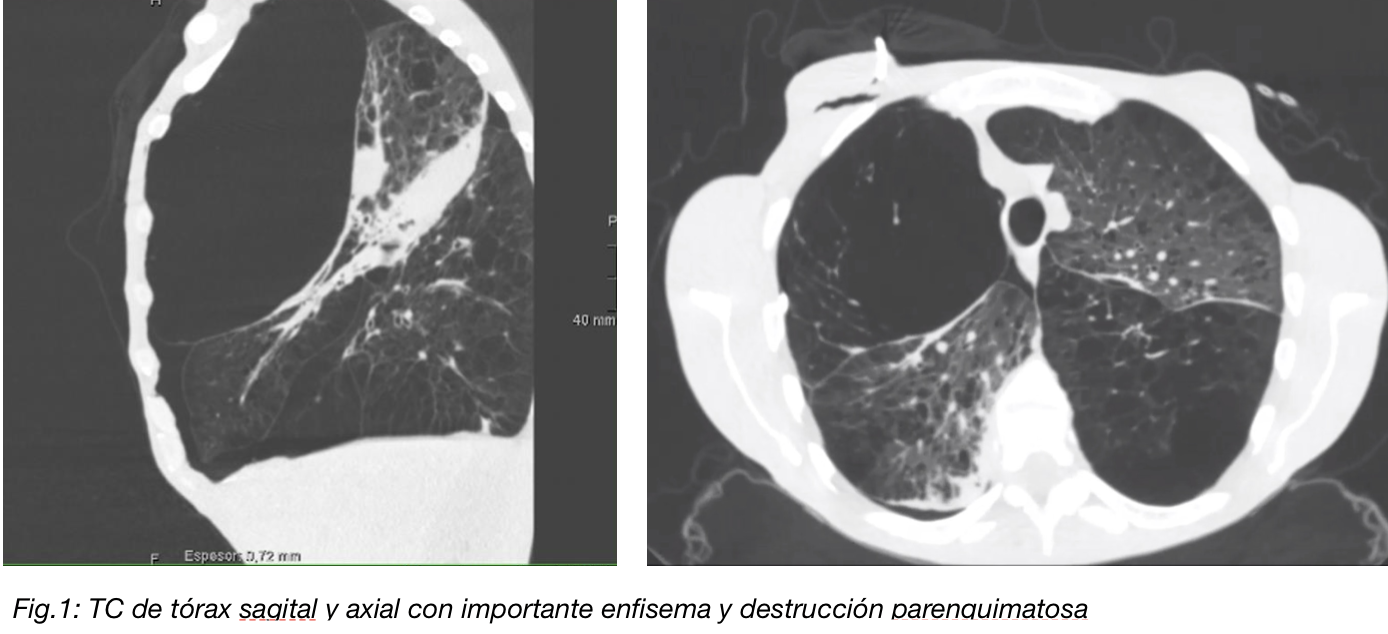 H
P
40 mm
F
Espesor: 0,72 mm
Fig.1: TC de tórax sagital y axial con importante enfisema y destrucción parenquimatosa